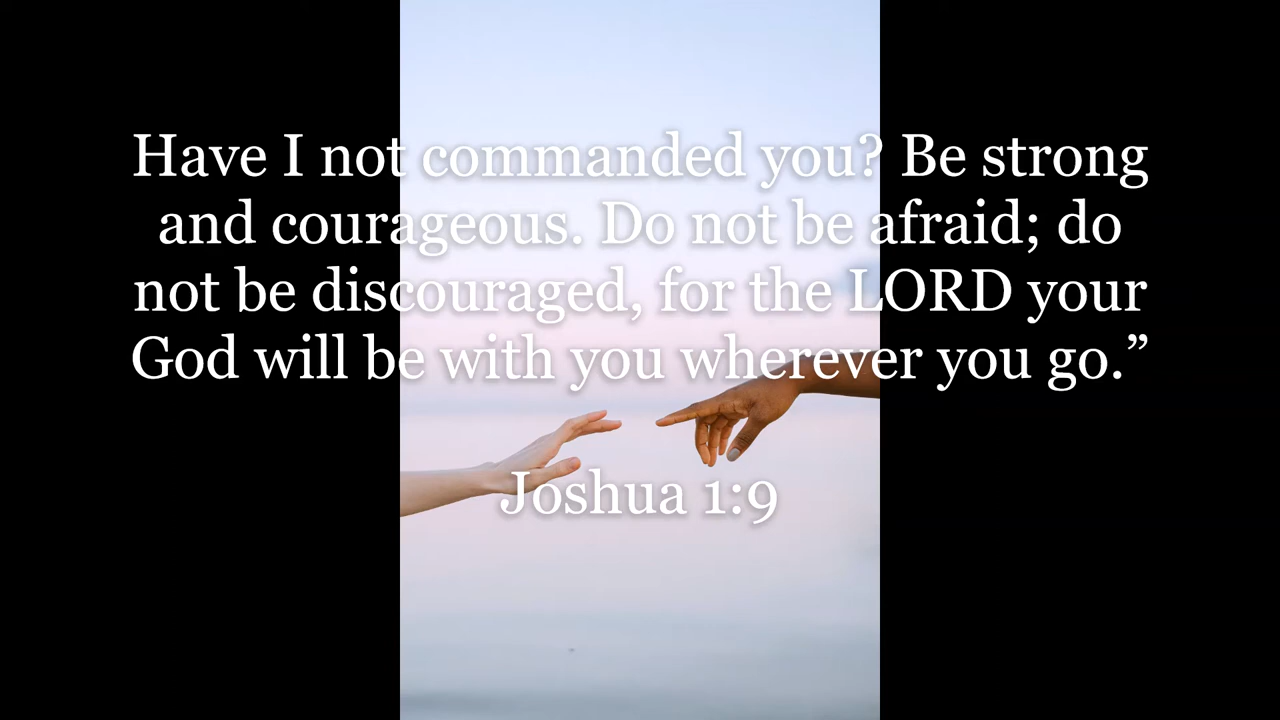 Have I not commanded you? Be strong
and courageous. Do not be afraid; do
not be discouraged, for the LORD your
God will be with you wherever you go.”
Joshua 1:9